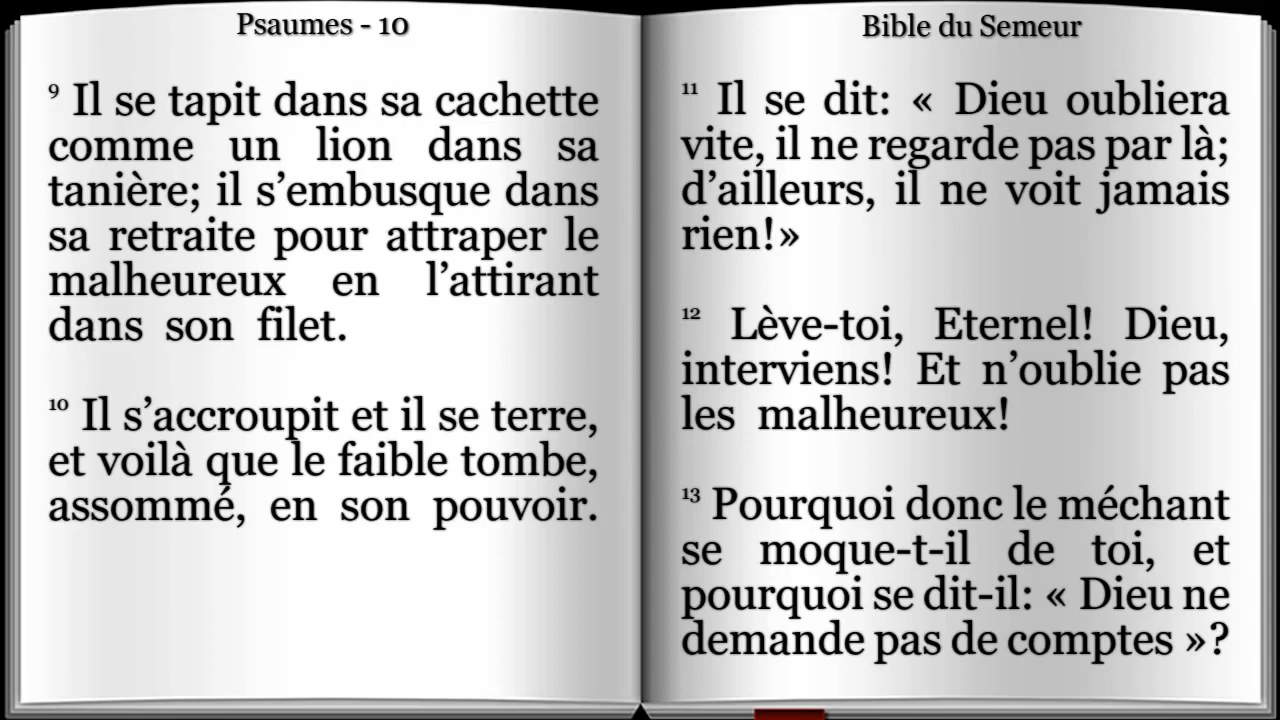 Psaumes - 10
9 Il se tapit dans sa cachette
comme un lion dans sa
tanière; il s’embusque dans
sa retraite pour attraper le
malheureux en l’attirant
dans son filet.
10 Il s’accroupit et il se terre,
et voilà que le faible tombe,
assommé, en son pouvoir.
Bible du Semeur
11 Il se dit: « Dieu oubliera
vite, il ne regarde pas par là;
d’ailleurs, il ne voit jamais
rien!»
12 Lève-toi, Eternel! Dieu,
interviens! Et n’oublie pas
les malheureux!
13 Pourquoi donc le méchant
se moque-t-il de toi, et
pourquoi se dit-il: « Dieu ne
demande pas de comptes »?